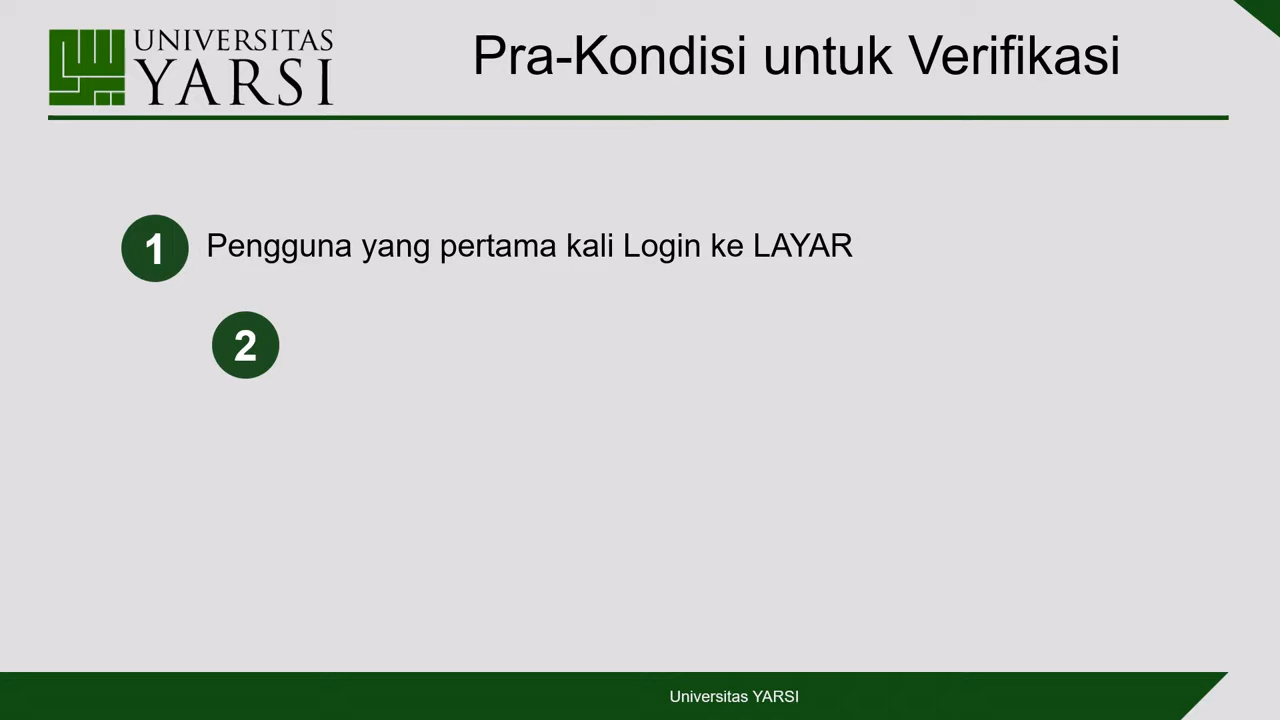 UNIVERSITAS
YARSI
Pra-Kondisi untuk Verifikasi
1 Pengguna yang pertama kali Login ke LAYAR
2
Universitas YARSI